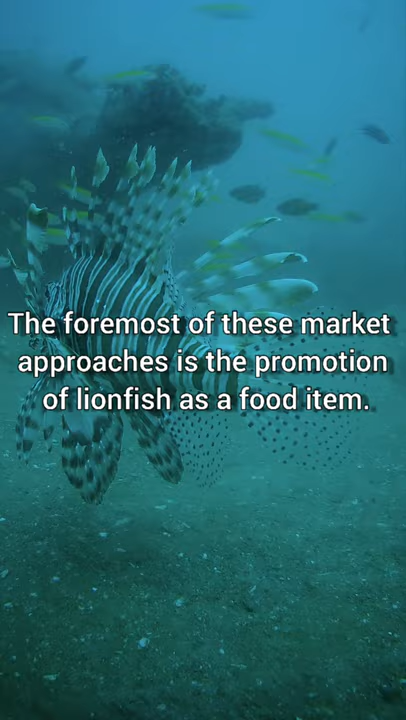 The foremost of these market
approaches is the promotion
of lionfish as a food item.